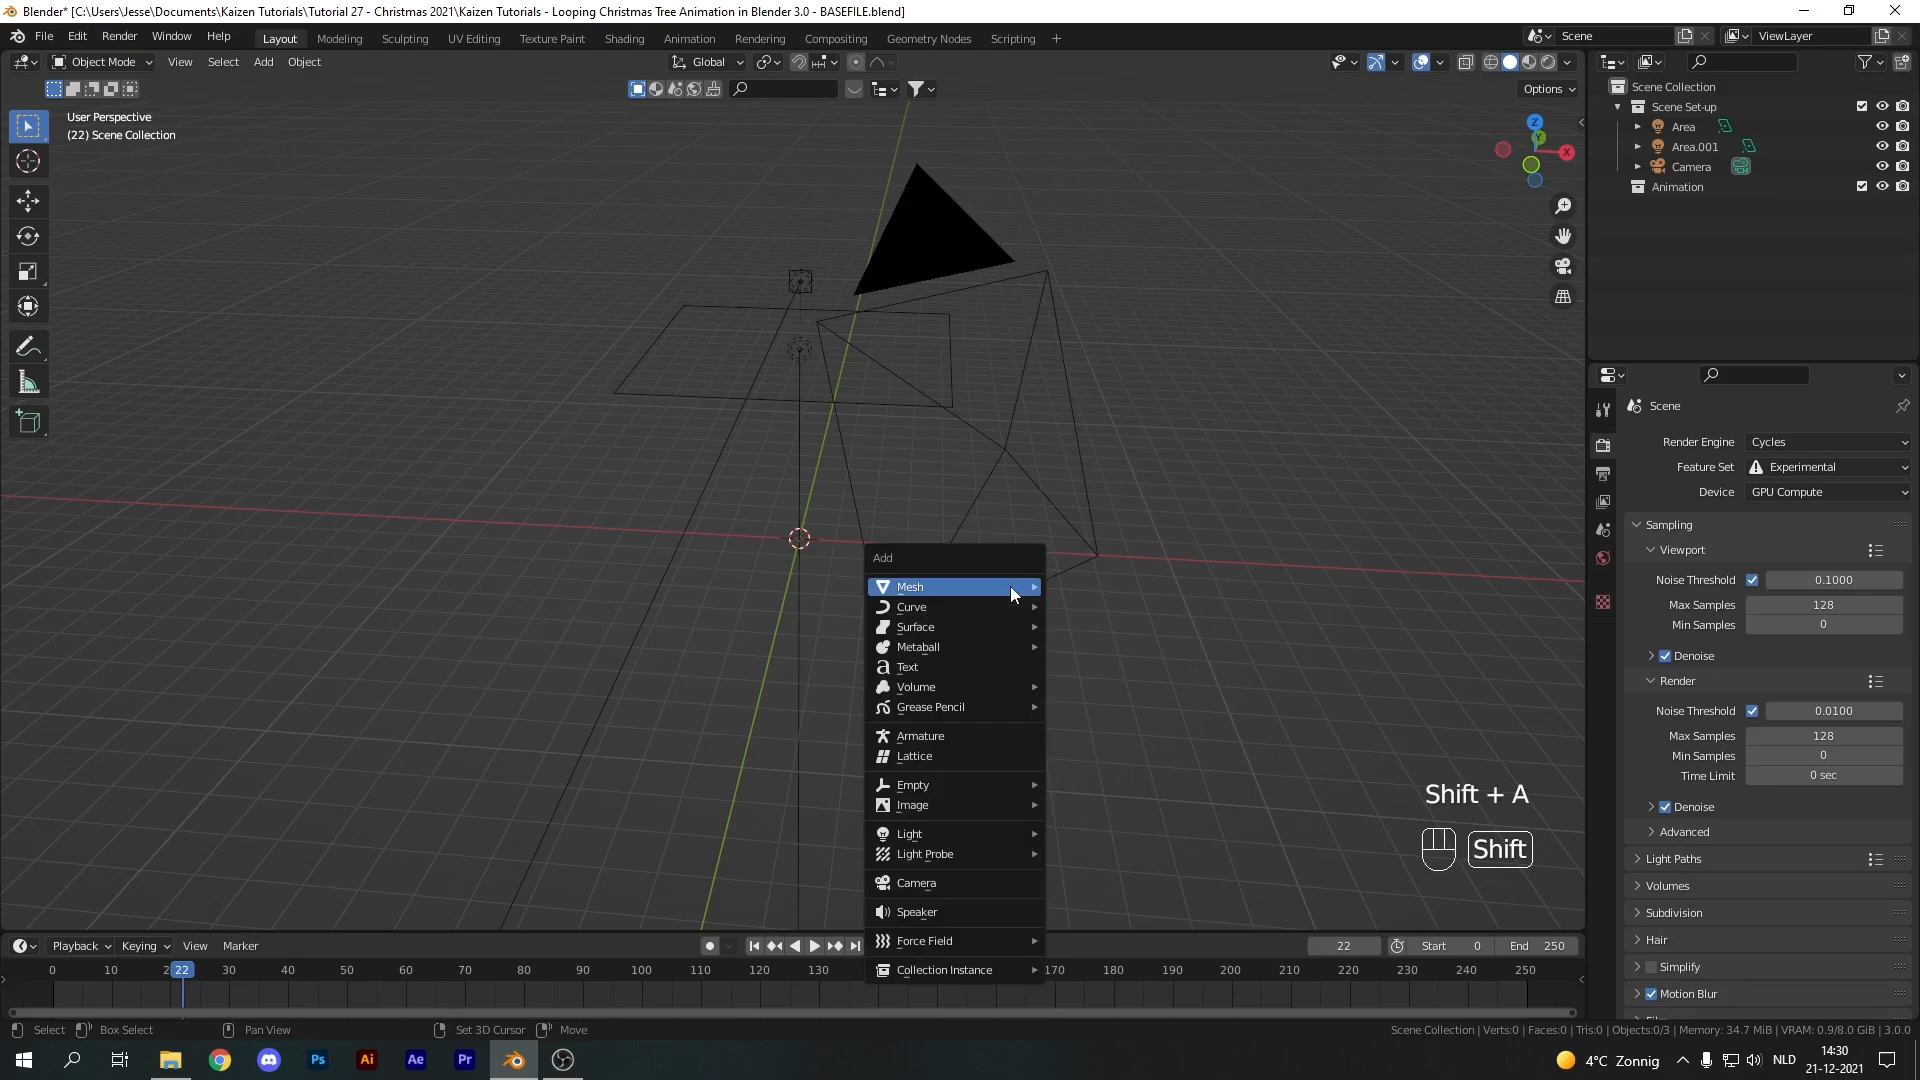 Blender* [C:\Users\Jesse\Documents\Kaizen Tutorials\Tutorial 27 - Christmas 2021\Kaizen Tutorials - Looping Christmas Tree Animation in Blender 3.0 - BASEFILE.blend]
File Edit Render Window Help Layout Modeling Sculpting UV Editing Texture Paint Shading Animation Rendering Compositing Geometry Nodes Scripting + Scene ViewLayer
Object Mode View Select Add Object Global
Options
User Perspective
(22) Scene Collection
Z
Y
X
Scene Collection
Scene Set-up
Area
Area.001
Camera
Animation
Scene
Render Engine Cycles
Feature Set Experimental
Device GPU Compute
Sampling
Viewport
Noise Threshold 0.1000
Max Samples 128
Min Samples 0
Denoise
Render
Noise Threshold 0.0100
Max Samples 128
Min Samples 0
Time Limit 0 sec
Denoise
Advanced
Light Paths
Volumes
Subdivision
Hair
Simplify
Motion Blur
Add
Mesh
Curve
Surface
Metaball
Text
Volume
Grease Pencil
Armature
Lattice
Empty
Image
Light
Light Probe
Camera
Speaker
Force Field
Collection Instance
Shift + A
Shift
Playback Keying View Marker 22 Start 0 End 250
0 10 2 22 30 40 50 60 70 80 90 100 110 120 130 170 180 190 200 210 220 230 240 250
Select Box Select Pan View Set 3D Cursor Move Scene Collection | Verts:0 | Faces:0 | Tris:0 | Objects:0/3 | Memory: 34.7 MiB | VRAM: 0.9/8.0 GiB | 3.0.0
Ps Ai Ae Pr 4°C Zonnig NLD 14:30
21-12-2021